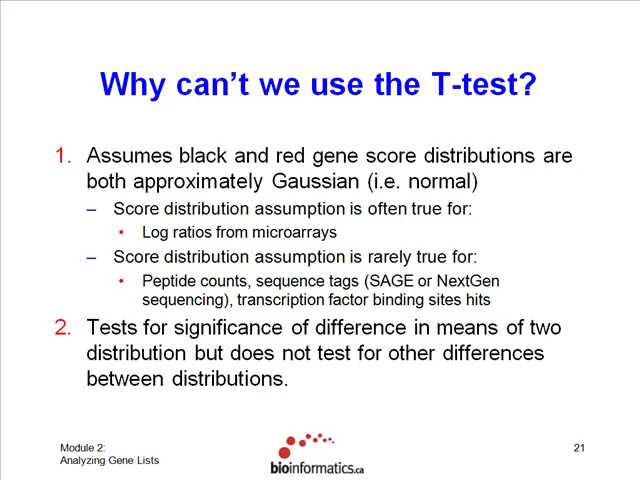 Why can't we use the T-test?
1. Assumes black and red gene score distributions are
both approximately Gaussian (i.e. normal)
– Score distribution assumption is often true for:
• Log ratios from microarrays
– Score distribution assumption is rarely true for:
• Peptide counts, sequence tags (SAGE or NextGen
sequencing), transcription factor binding sites hits
2. Tests for significance of difference in means of two
distribution but does not test for other differences
between distributions.
Module 2:
Analyzing Gene Lists
bioinformatics.ca
21